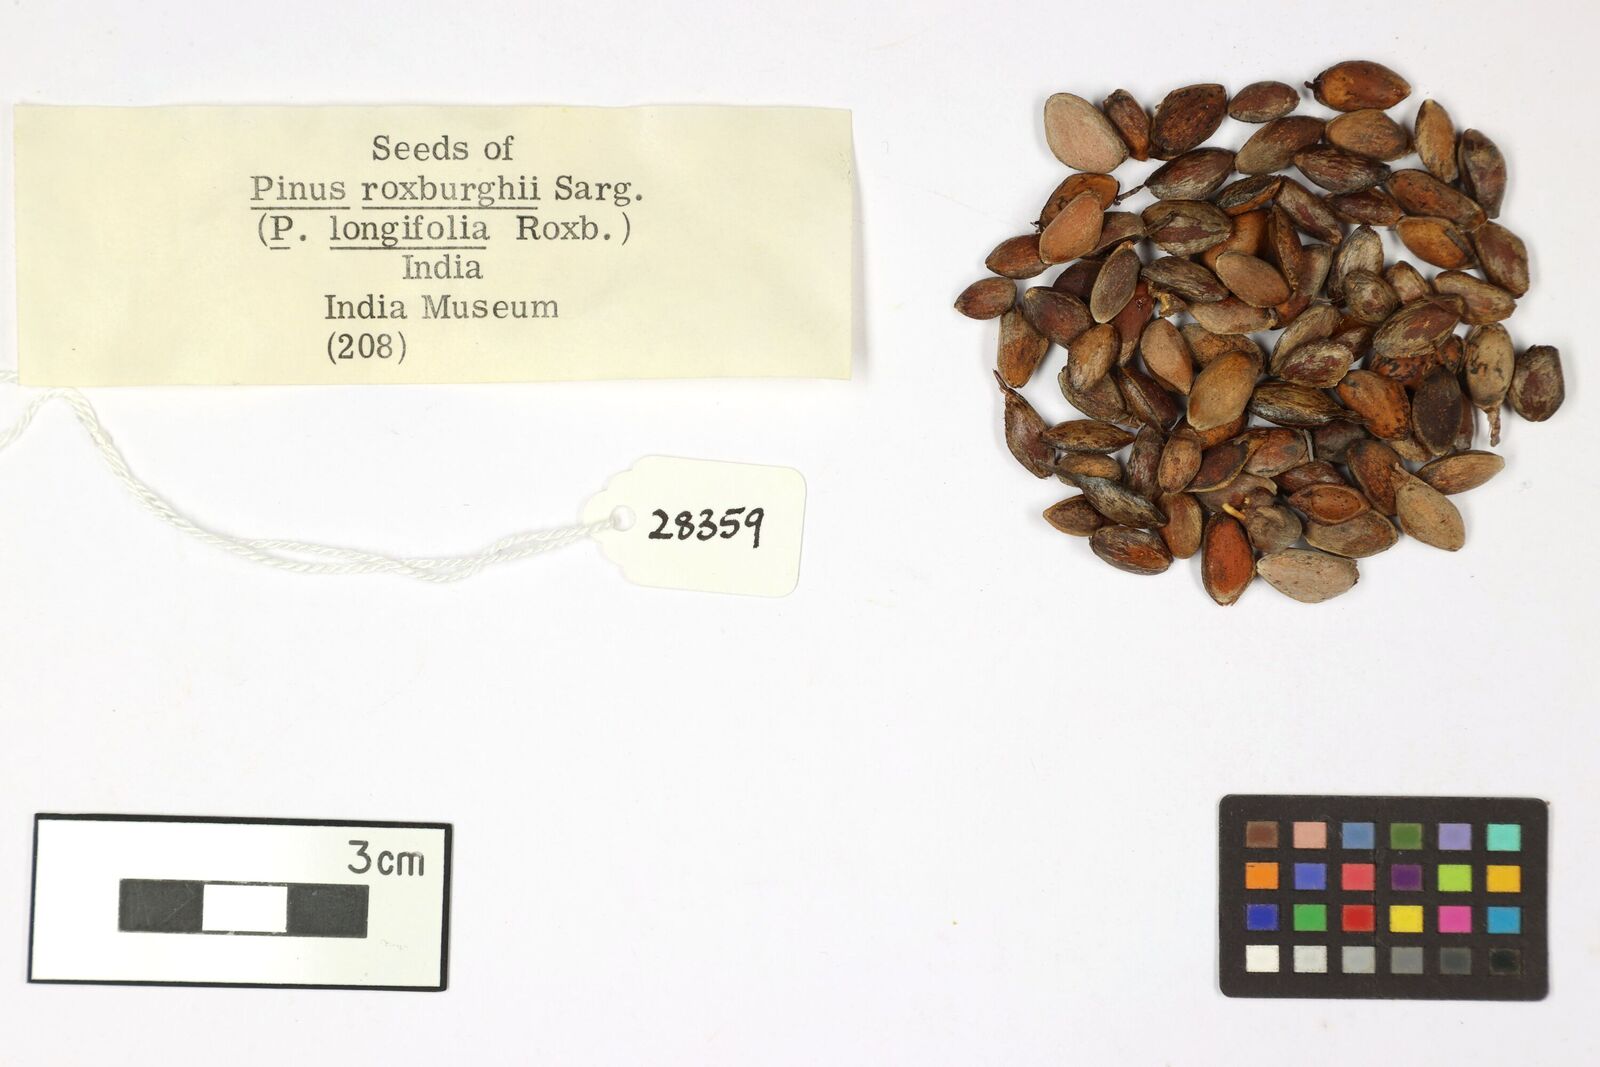 Seeds of
Pinus roxburghii Sarg.
(P. longifolia Roxb.)
India
India Museum
(208)
28359
3cm